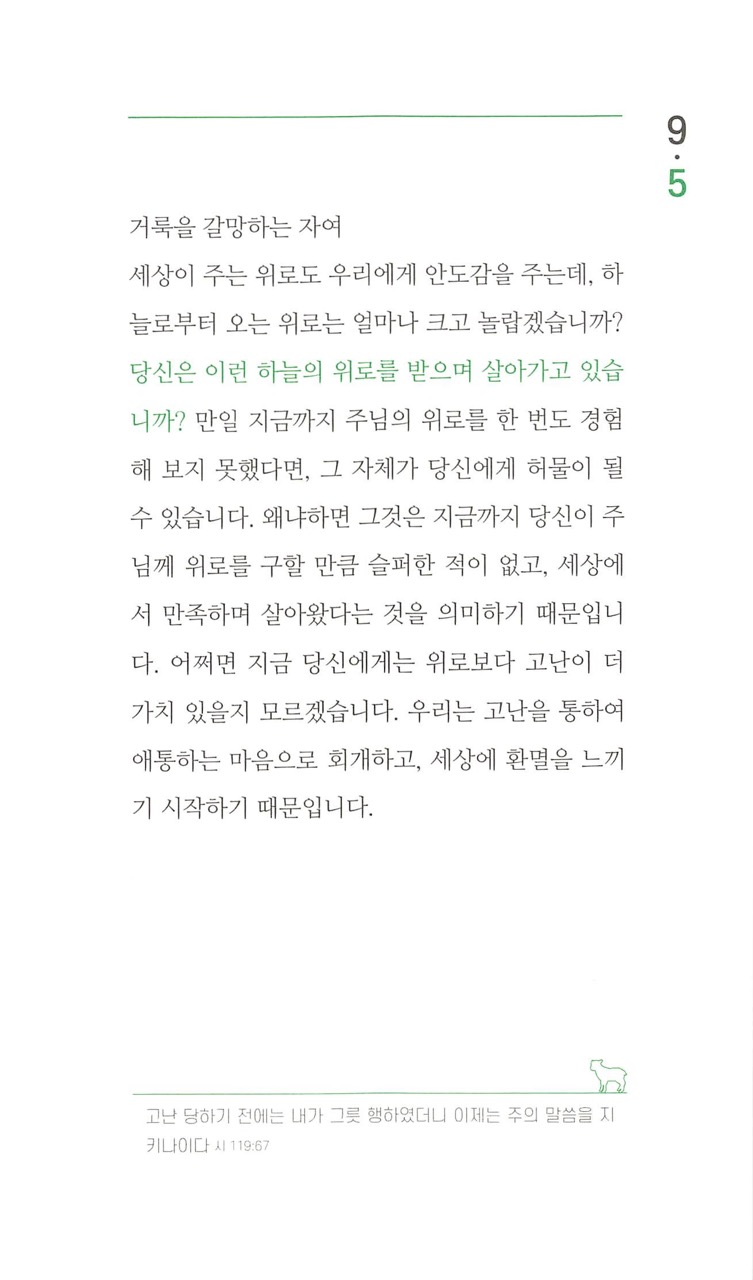 9
·
5
거룩을 갈망하는 자여
세상이 주는 위로도 우리에게 안도감을 주는데, 하
늘로부터 오는 위로는 얼마나 크고 놀랍겠습니까?
당신은 이런 하늘의 위로를 받으며 살아가고 있습
니까? 만일 지금까지 주님의 위로를 한 번도 경험
해 보지 못했다면, 그 자체가 당신에게 허물이 될
수 있습니다. 왜냐하면 그것은 지금까지 당신이 주
님께 위로를 구할 만큼 슬퍼한 적이 없고, 세상에
서 만족하며 살아왔다는 것을 의미하기 때문입니
다. 어쩌면 지금 당신에게는 위로보다 고난이 더
가치 있을지 모르겠습니다. 우리는 고난을 통하여
애통하는 마음으로 회개하고, 세상에 환멸을 느끼
기 시작하기 때문입니다.
고난 당하기 전에는 내가 그릇 행하였더니 이제는 주의 말씀을 지
키나이다 시 119:67